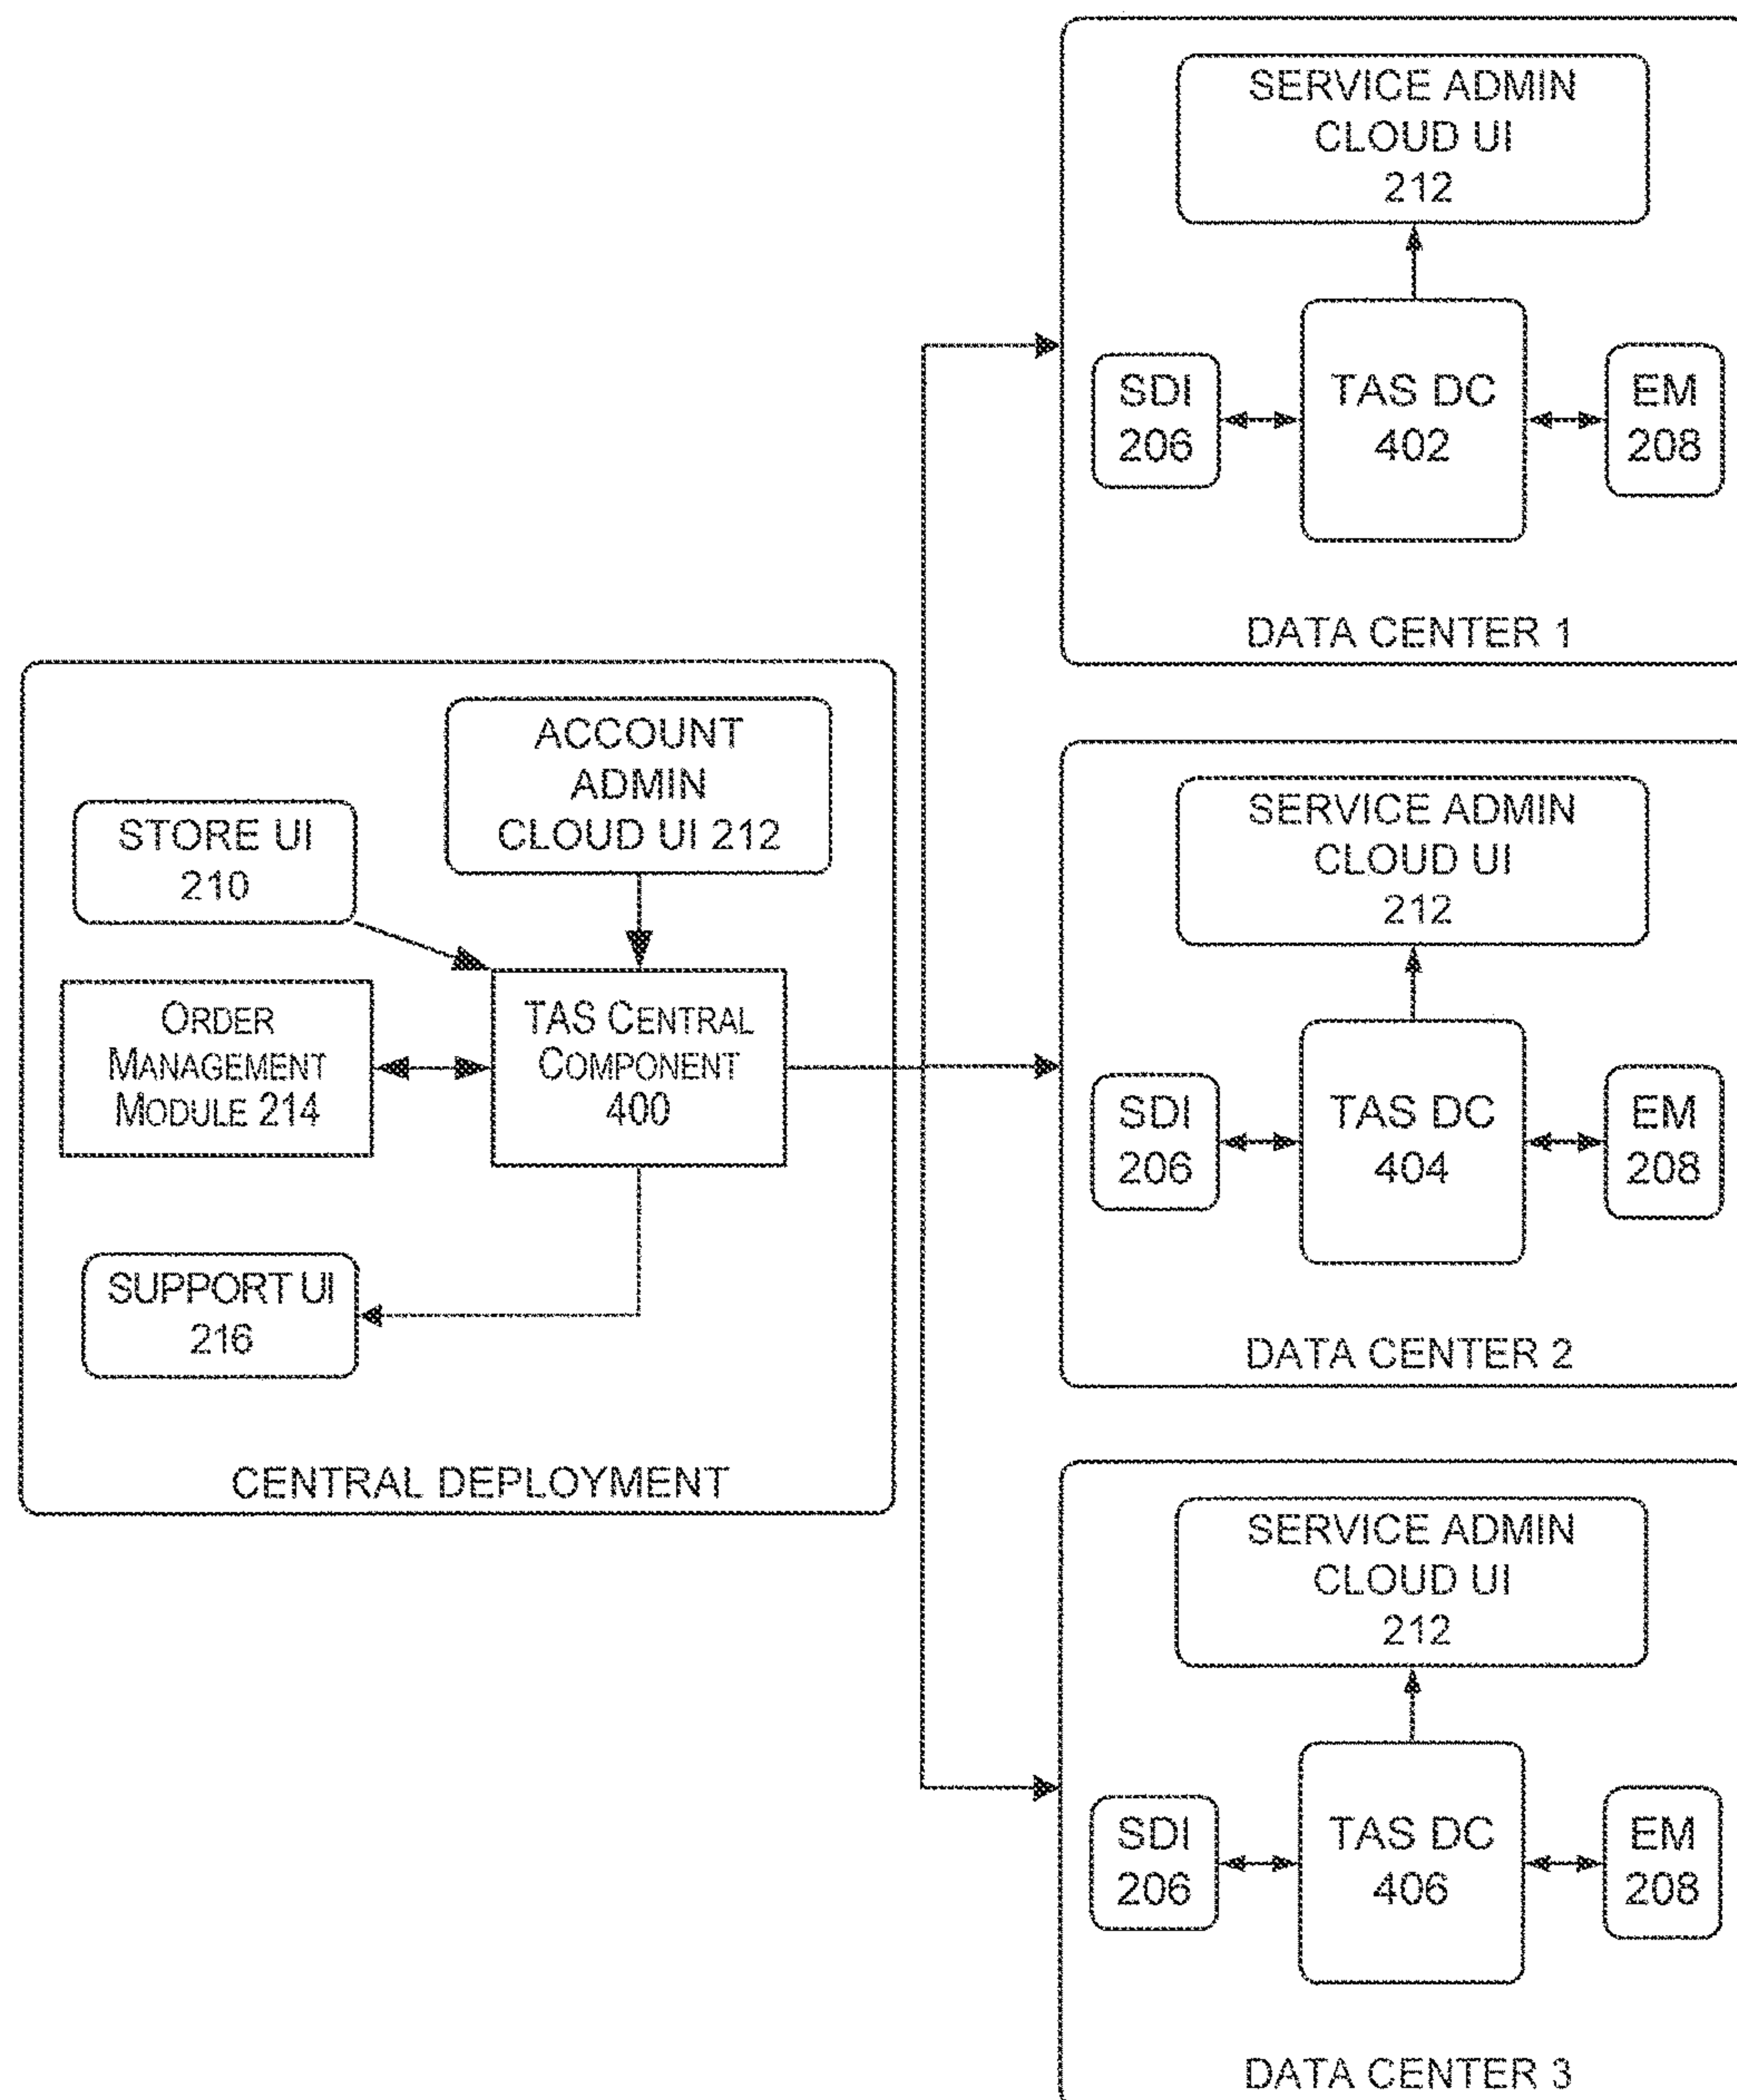 SERVICE ADMIN
CLOUD UI
212
SDI
206
TAS DC
402
EM
208
DATA CENTER 1
ACCOUNT
ADMIN
CLOUD UI 212
STORE UI
210
ORDER
MANAGEMENT
MODULE 214
TAS CENTRAL
COMPONENT
400
SUPPORT UI
216
CENTRAL DEPLOYMENT
SERVICE ADMIN
CLOUD UI
212
SDI
206
TAS DC
404
EM
208
DATA CENTER 2
SERVICE ADMIN
CLOUD UI
212
SDI
206
TAS DC
406
EM
208
DATA CENTER 3